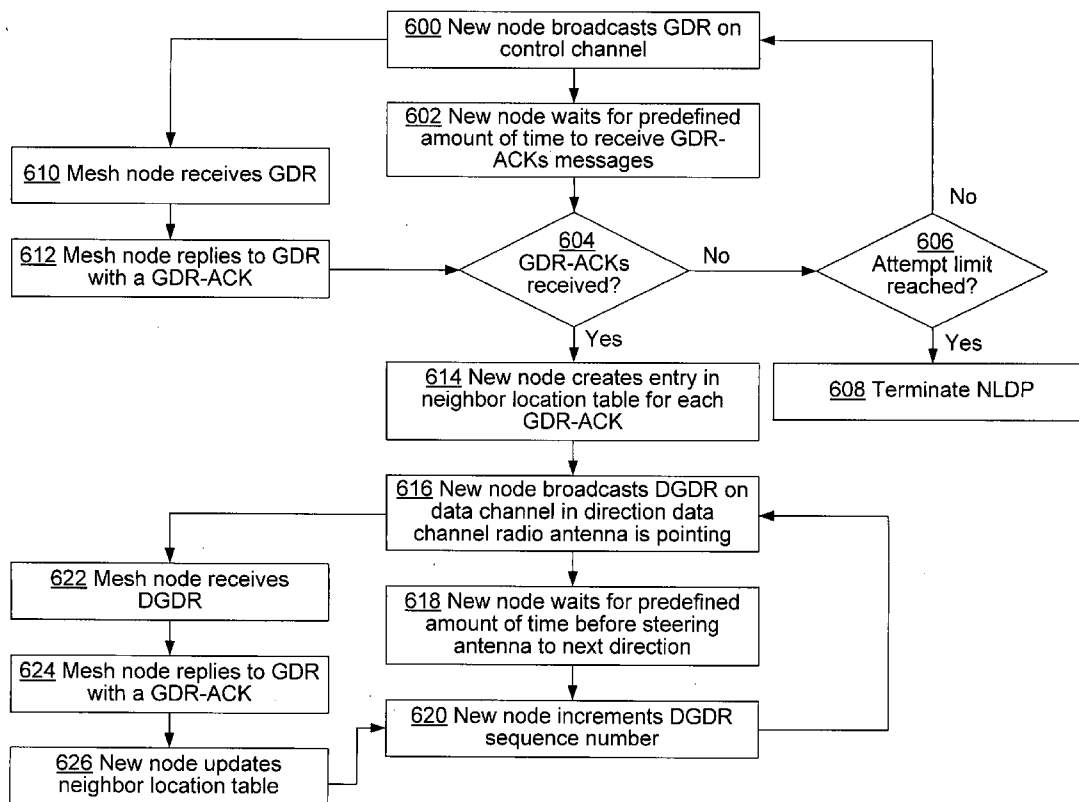 600 New node broadcasts GDR on
control channel
602 New node waits for predefined
amount of time to receive GDR-
ACKs messages
610 Mesh node receives GDR
612 Mesh node replies to GDR
with a GDR-ACK
604
GDR-ACKs
received?
No
606
Attempt limit
reached?
No
Yes
Yes
608 Terminate NLDP
614 New node creates entry in
neighbor location table for each
GDR-ACK
616 New node broadcasts DGDR on
data channel in direction data
channel radio antenna is pointing
622 Mesh node receives
DGDR
618 New node waits for predefined
amount of time before steering
antenna to next direction
624 Mesh node replies to GDR
with a GDR-ACK
620 New node increments DGDR
sequence number
626 New node updates
neighbor location table